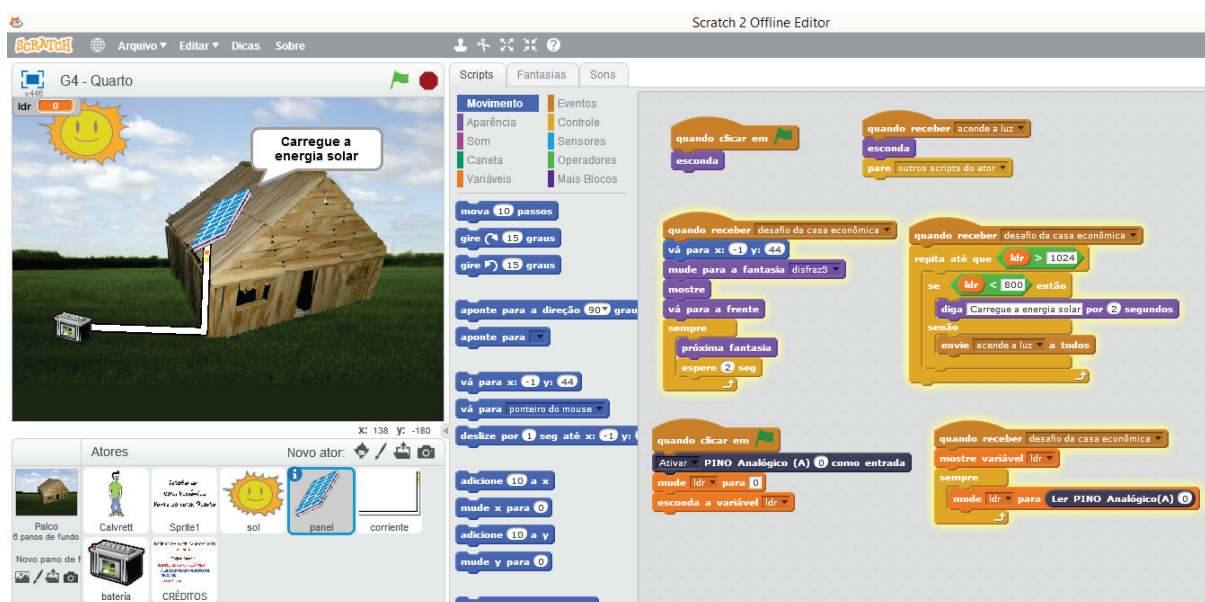 Scratch 2 Offline Editor
SCRATCH Arquivo Editar Dicas Sobre
G4 - Quarto
v446
ldr 0
Carregue a
energia solar
X: 138 Y: -180
Atores Novo ator:
Palco
6 panos de fundo
Novo pano de f
Calvrett
Sprite1
sol
panel
corriente
batería
CRÉDITOS
Scripts Fantasias Sons
Movimento Eventos
Aparência Controle
Som Sensores
Caneta Operadores
Variáveis Mais Blocos
mova 10 passos
gire 15 graus
gire 15 graus
aponte para a direção 90 grau
aponte para
vá para x: -1 y: 44
vá para ponteiro do mouse
deslize por 1 seg até x: -1 y:
adicione 10 a x
mude x para 0
adicione 10 a y
mude y para 0
quando clicar em
esconda
quando receber acende a luz
esconda
pare outros scripts do ator
quando receber desafio da casa econômica
vá para x: -1 y: 44
mude para a fantasia disfraz5
mostre
vá para a frente
sempre
próxima fantasia
espere 2 seg
quando receber desafio da casa econômica
repita até que ldr > 1024
se ldr < 800 então
diga Carregue a energia solar por 2 segundos
senão
envie acende a luz a todos
quando clicar em
Ativar PINO Analógico (A) 0 como entrada
mude ldr para 0
esconda a variável ldr
quando receber desafio da casa econômica
mostre variável ldr
sempre
mude ldr para Ler PINO Analógico(A) 0